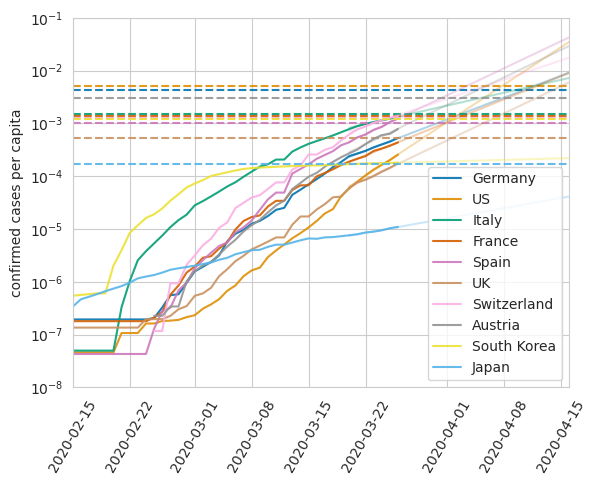 confirmed cases per capita
10⁻¹
10⁻²
10⁻³
10⁻⁴
10⁻⁵
10⁻⁶
10⁻⁷
10⁻⁸
Germany
US
Italy
France
Spain
UK
Switzerland
Austria
South Korea
Japan
2020-02-15
2020-02-22
2020-03-01
2020-03-08
2020-03-15
2020-03-22
2020-04-01
2020-04-08
2020-04-15